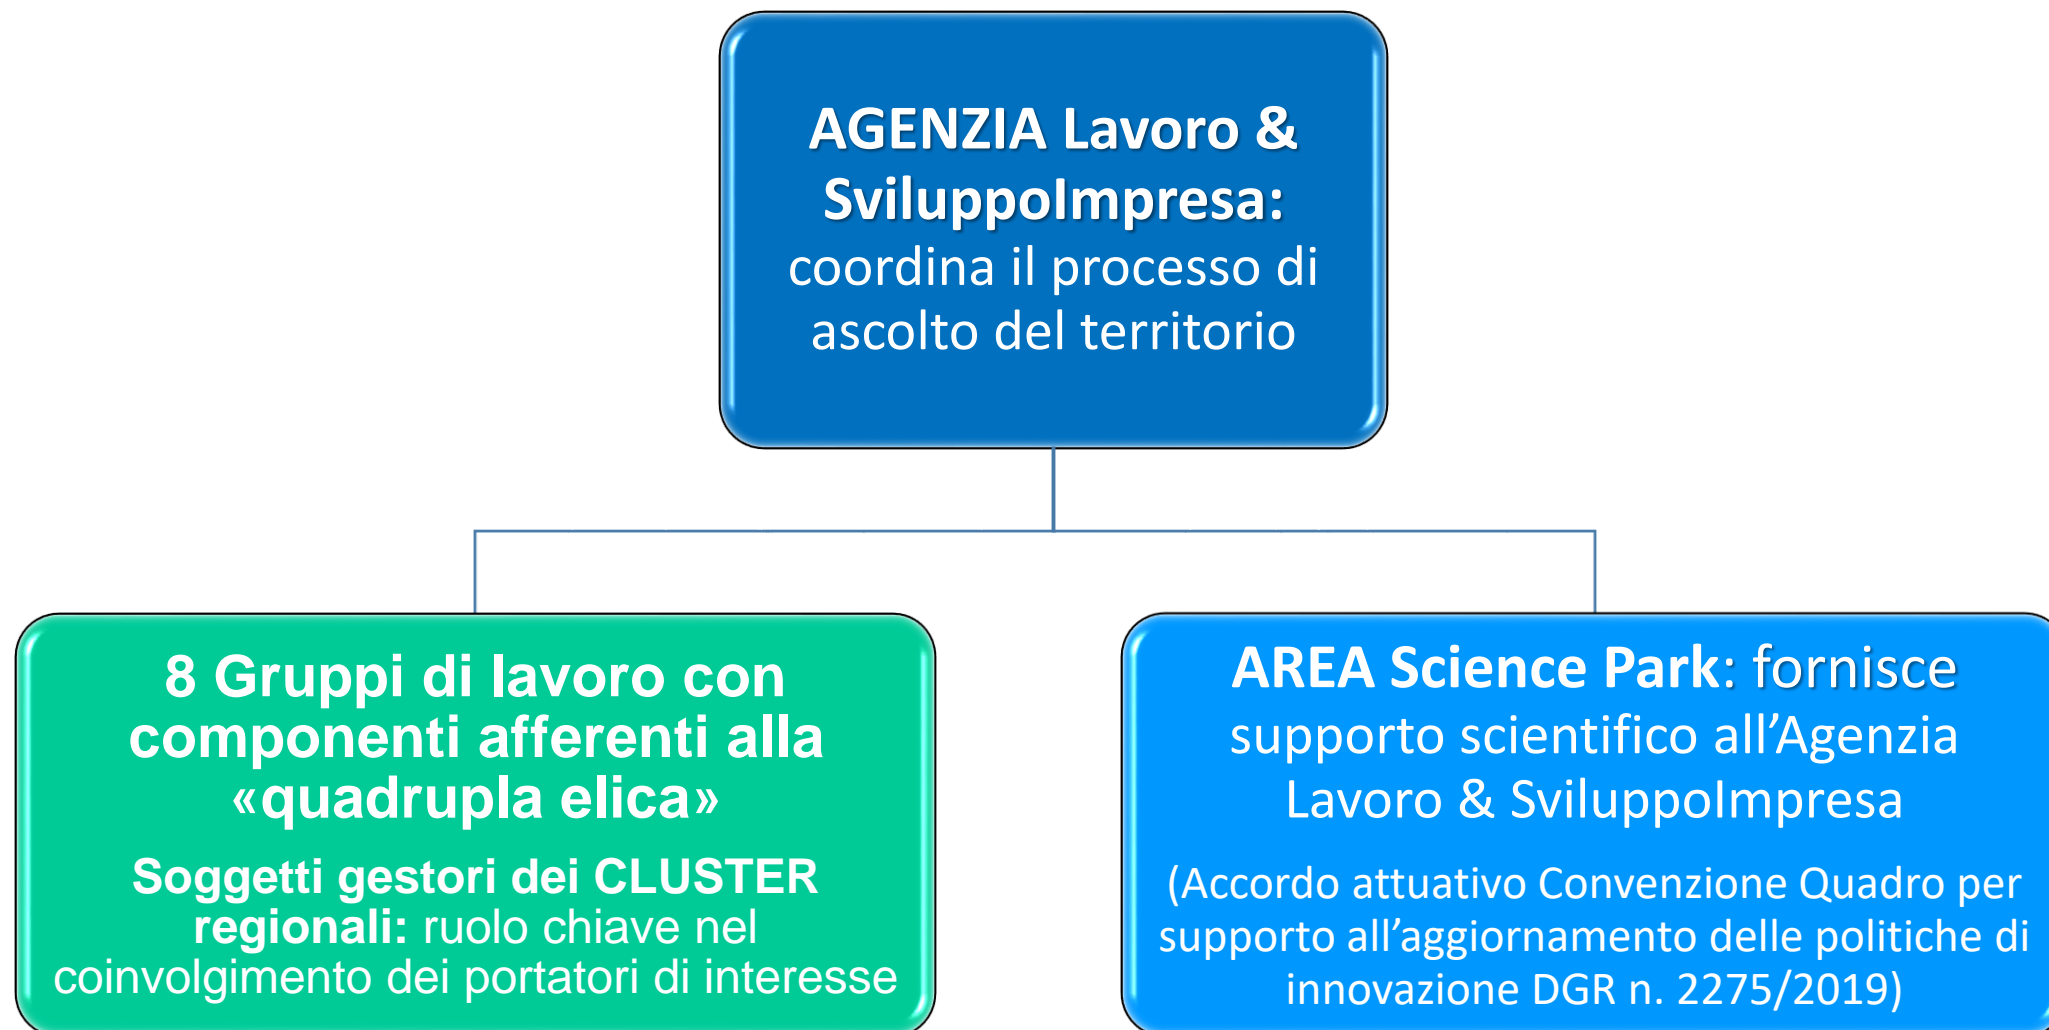 AGENZIA Lavoro &
SviluppoImpresa:
coordina il processo di
ascolto del territorio
8 Gruppi di lavoro con
componenti afferenti alla
«quadrupla elica»
Soggetti gestori dei CLUSTER
regionali: ruolo chiave nel
coinvolgimento dei portatori di interesse
AREA Science Park: fornisce
supporto scientifico all’Agenzia
Lavoro & SviluppoImpresa
(Accordo attuativo Convenzione Quadro per
supporto all’aggiornamento delle politiche di
innovazione DGR n. 2275/2019)